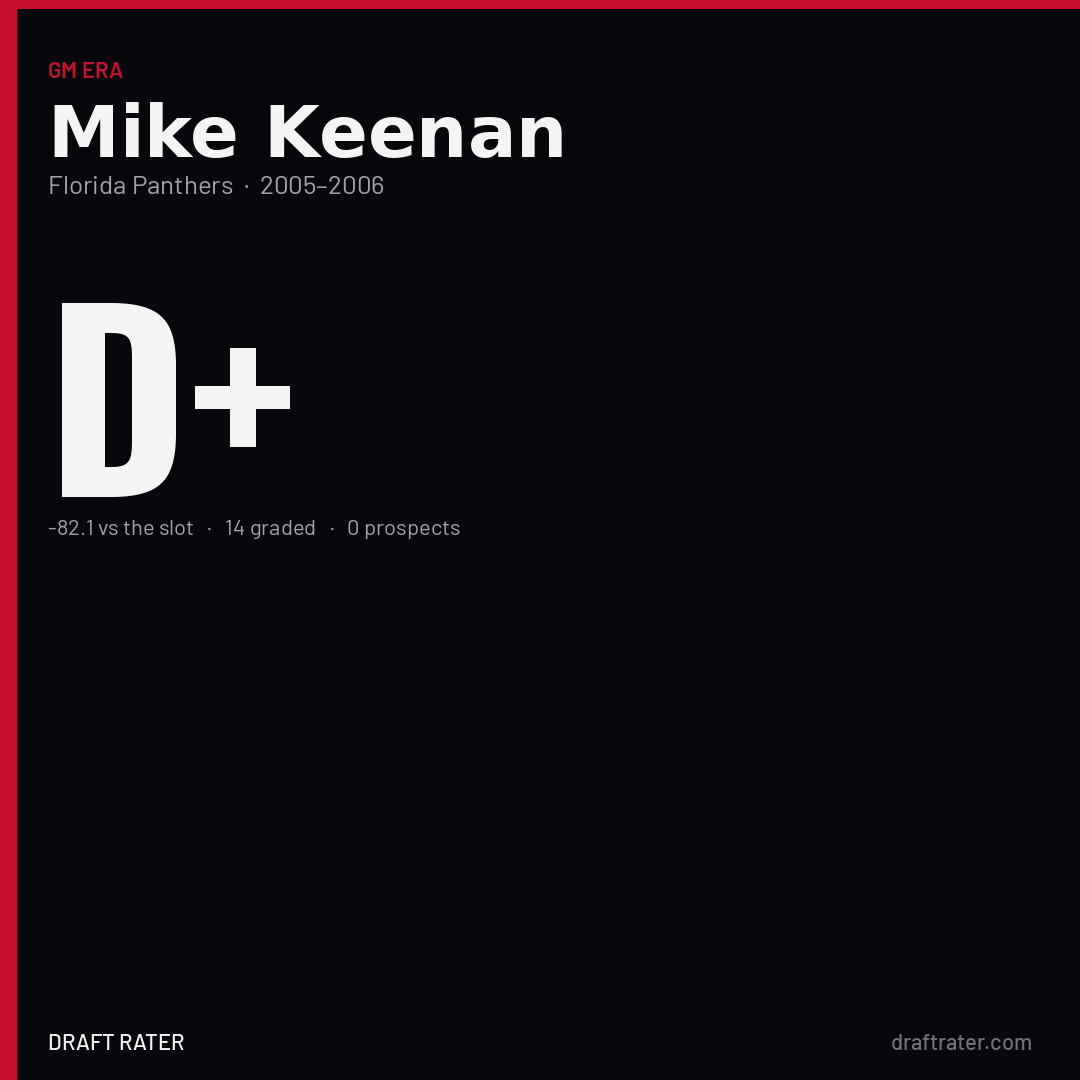 GM ERA
Mike Keenan
Florida Panthers · 2005–2006
D+
-82.1 vs the slot · 14 graded · 0 prospects
DRAFT RATER
draftrater.com